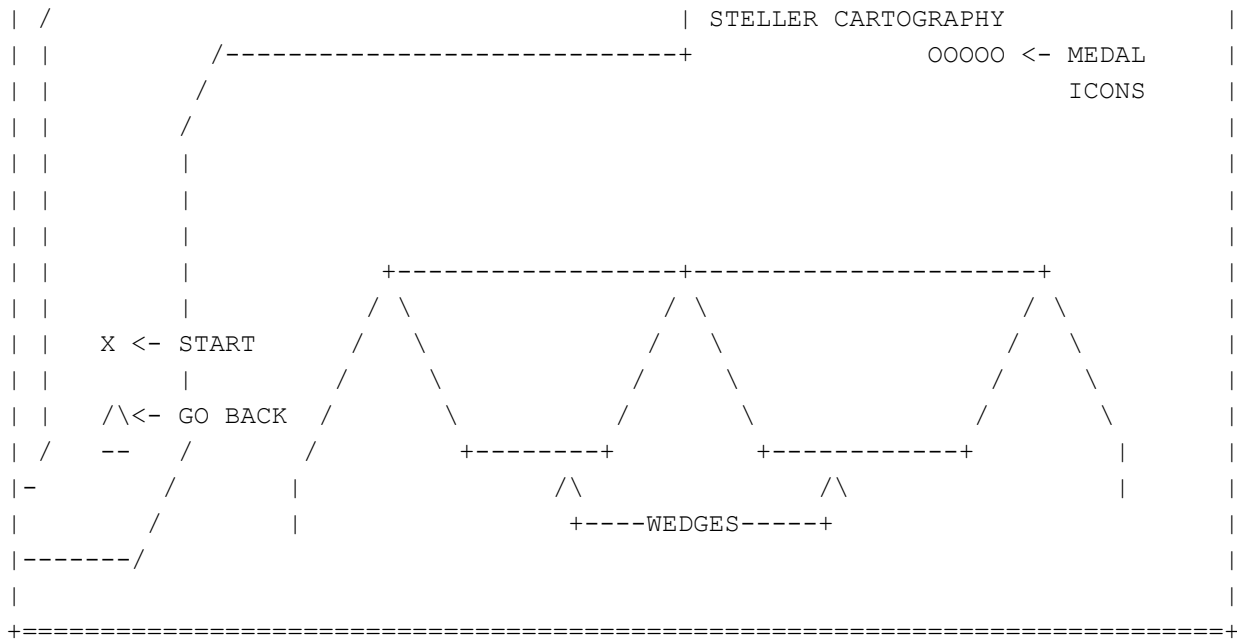 STELLER CARTOGRAPHY
OOOOO <- MEDAL
ICONS
X <- START
/\<- GO BACK
+----WEDGES-----+